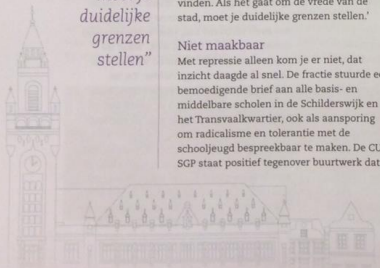 duidelijke
grenzen
stellen”
vinden. Als het gaat om de vrede van de
stad, moet je duidelijke grenzen stellen.’
Niet maakbaar
Met repressie alleen kom je er niet, dat
inzicht daagde al snel. De fractie stuurde
bemoedigende brief aan alle basis- en
middelbare scholen in de Schilderswijk en
het Transvaalkwartier, ook als aansporing
om radicalisme en tolerantie met de
schooljeugd bespreekbaar te maken. De
SGP staat positief tegenover buurtwerk dat